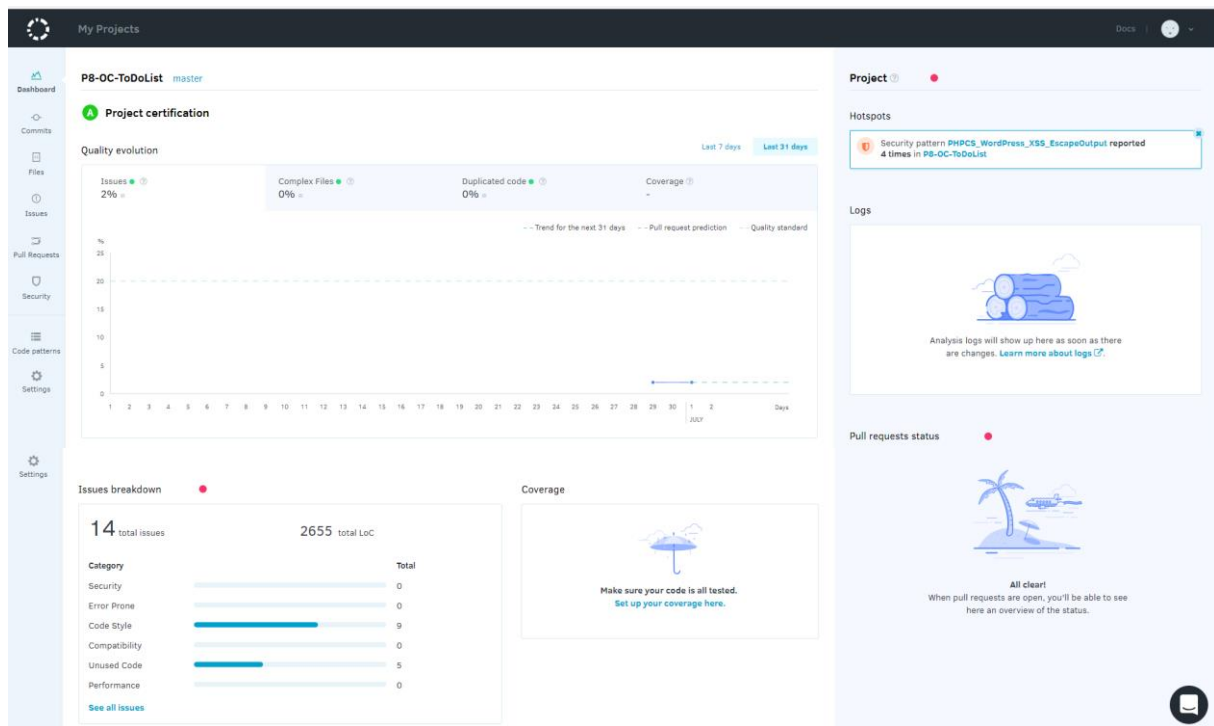 My Projects
Docs
Dashboard
Commits
Files
Issues
Pull Requests
Security
Code patterns
Settings
Settings
P8-OC-ToDoList master
A Project certification
Quality evolution
Last 7 days Last 31 days
Issues Complex Files Duplicated code Coverage
2% = 0% = 0% = -
Trend for the next 31 days Pull request prediction Quality standard
%
25
20
15
10
5
0
1 2 3 4 5 6 7 8 9 10 11 12 13 14 15 16 17 18 19 20 21 22 23 24 25 26 27 28 29 30 1 2 Days
JULY
Issues breakdown
14 total issues 2655 total LoC
Category Total
Security 0
Error Prone 0
Code Style 9
Compatibility 0
Unused Code 5
Performance 0
See all issues
Coverage
Make sure your code is all tested.
Set up your coverage here.
Project
Hotspots
Security pattern PHPCS_WordPress_XSS_EscapeOutput reported
4 times in P8-OC-ToDoList
Logs
Analysis logs will show up here as soon as there
are changes. Learn more about logs.
Pull requests status
All clear!
When pull requests are open, you'll be able to see
here an overview of the status.